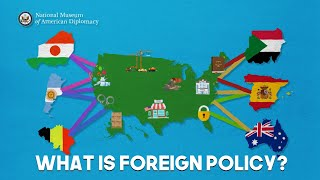 National Museum
of American Diplomacy
WHAT IS FOREIGN POLICY?